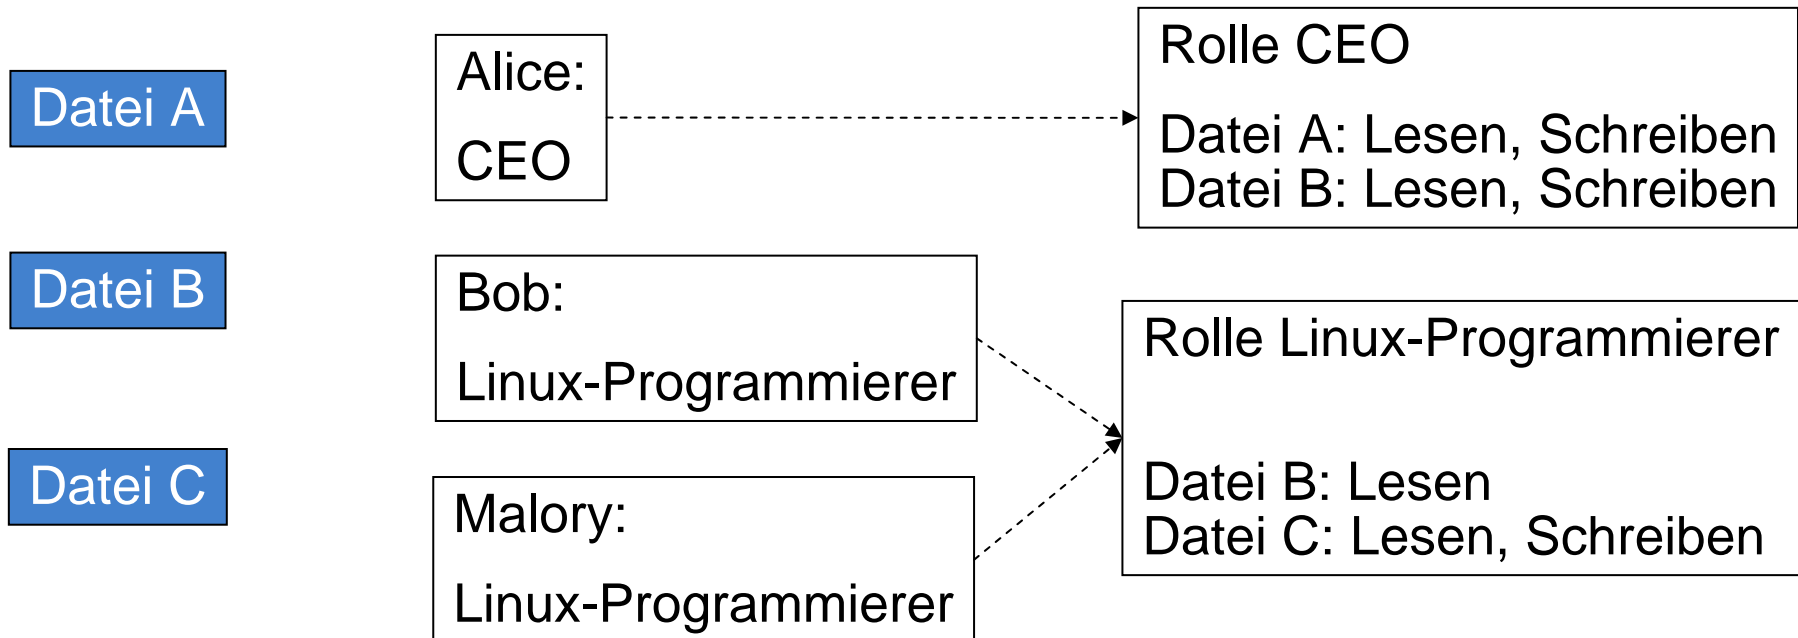 Datei A
Datei B
Datei C
Alice:
CEO
Bob:
Linux-Programmierer
Malory:
Linux-Programmierer
Rolle CEO
Datei A: Lesen, Schreiben
Datei B: Lesen, Schreiben
Rolle Linux-Programmierer
Datei B: Lesen
Datei C: Lesen, Schreiben